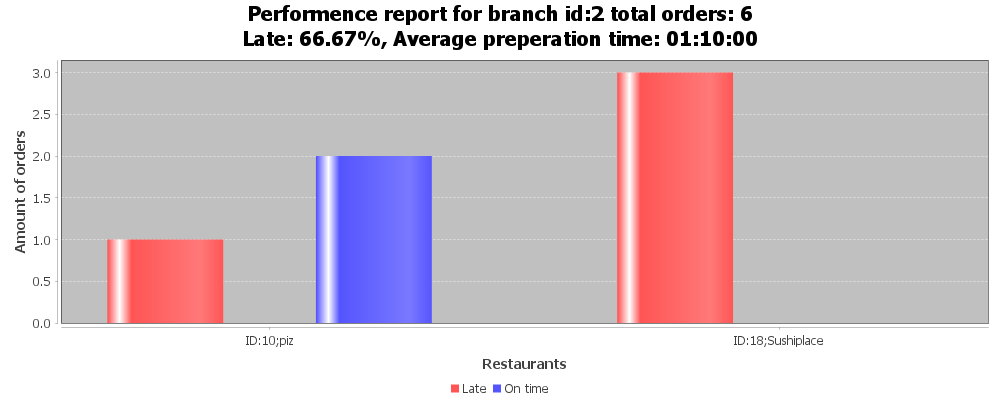 Performence report for branch id:2 total orders: 6
Late: 66.67%, Average preperation time: 01:10:00
3.0
2.5
2.0
1.5
1.0
0.5
0.0
Amount of orders
ID:10;piz
ID:18;Sushiplace
Restaurants
Late
On time